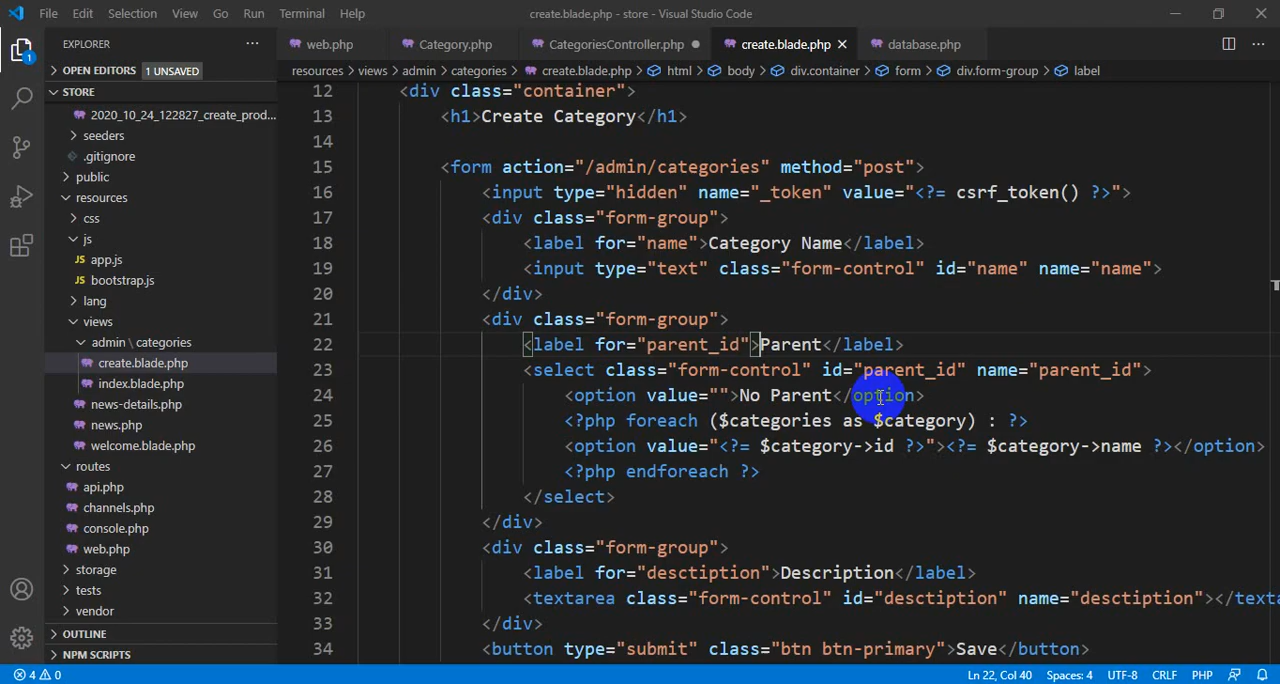 File Edit Selection View Go Run Terminal Help create.blade.php - store - Visual Studio Code
EXPLORER ... web.php Category.php CategoriesController.php create.blade.php database.php ...
1
OPEN EDITORS 1 UNSAVED
resources > views > admin > categories > create.blade.php > html > body > div.container > form > div.form-group > label
STORE
2020_10_24_122827_create_prod...
seeders
.gitignore
public
resources
css
js
app.js
bootstrap.js
lang
views
admin \ categories
create.blade.php
index.blade.php
news-details.php
news.php
welcome.blade.php
routes
api.php
channels.php
console.php
web.php
storage
tests
vendor
OUTLINE
NPM SCRIPTS
12 <div class="container">
13 <h1>Create Category</h1>
14
15 <form action="/admin/categories" method="post">
16 <input type="hidden" name="_token" value="<?= csrf_token() ?>">
17 <div class="form-group">
18 <label for="name">Category Name</label>
19 <input type="text" class="form-control" id="name" name="name">
20 </div>
21 <div class="form-group">
22 <label for="parent_id">Parent</label>
23 <select class="form-control" id="parent_id" name="parent_id">
24 <option value="">No Parent</option>
25 <?php foreach ($categories as $category) : ?>
26 <option value="<?= $category->id ?>"><?= $category->name ?></option>
27 <?php endforeach ?>
28 </select>
29 </div>
30 <div class="form-group">
31 <label for="desctiption">Description</label>
32 <textarea class="form-control" id="desctiption" name="desctiption"></texta
33 </div>
34 <button type="submit" class="btn btn-primary">Save</button>
4 0 Ln 22, Col 40 Spaces: 4 UTF-8 CRLF PHP